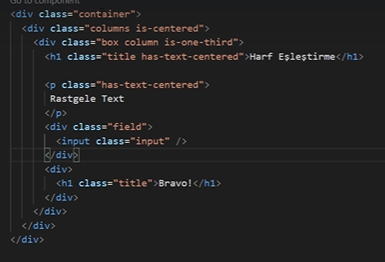 Go to component
<div class="container">
<div class="columns is-centered">
<div class="box column is-one-third">
<h1 class="title has-text-centered">Harf Eşleştirme</h1>
<p class="has-text-centered">
Rastgele Text
</p>
<div class="field">
<input class="input" />
</div>
<div>
<h1 class="title">Bravo!</h1>
</div>
</div>
</div>
</div>